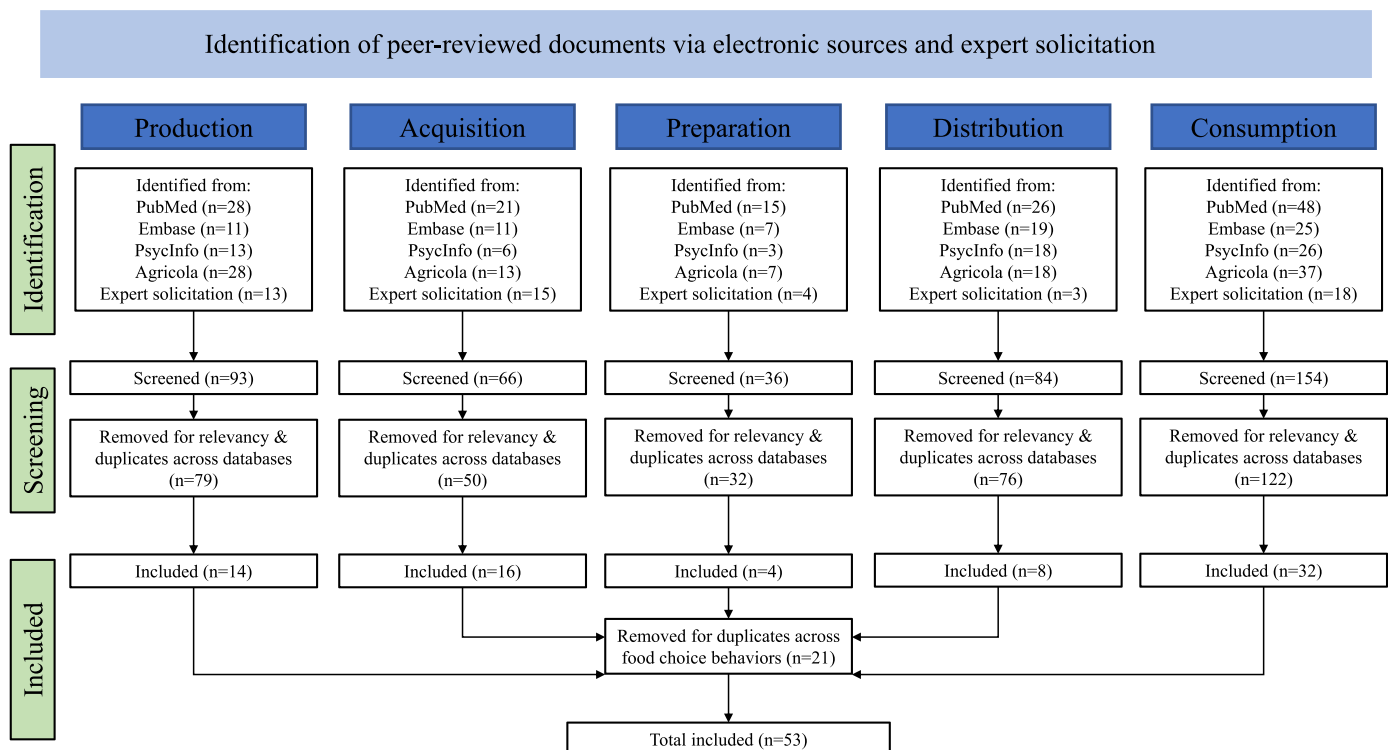 Identification of peer-reviewed documents via electronic sources and expert solicitation
Production
Acquisition
Preparation
Distribution
Consumption
Identification
Identified from:
PubMed (n=28)
Embase (n=11)
PsycInfo (n=13)
Agricola (n=28)
Expert solicitation (n=13)
Identified from:
PubMed (n=21)
Embase (n=11)
PsycInfo (n=6)
Agricola (n=13)
Expert solicitation (n=15)
Identified from:
PubMed (n=15)
Embase (n=7)
PsycInfo (n=3)
Agricola (n=7)
Expert solicitation (n=4)
Identified from:
PubMed (n=26)
Embase (n=19)
PsycInfo (n=18)
Agricola (n=18)
Expert solicitation (n=3)
Identified from:
PubMed (n=48)
Embase (n=25)
PsycInfo (n=26)
Agricola (n=37)
Expert solicitation (n=18)
Screening
Screened (n=93)
Screened (n=66)
Screened (n=36)
Screened (n=84)
Screened (n=154)
Removed for relevancy &
duplicates across databases
(n=79)
Removed for relevancy &
duplicates across databases
(n=50)
Removed for relevancy &
duplicates across databases
(n=32)
Removed for relevancy &
duplicates across databases
(n=76)
Removed for relevancy &
duplicates across databases
(n=122)
Included
Included (n=14)
Included (n=16)
Included (n=4)
Included (n=8)
Included (n=32)
Removed for duplicates across
food choice behaviors (n=21)
Total included (n=53)